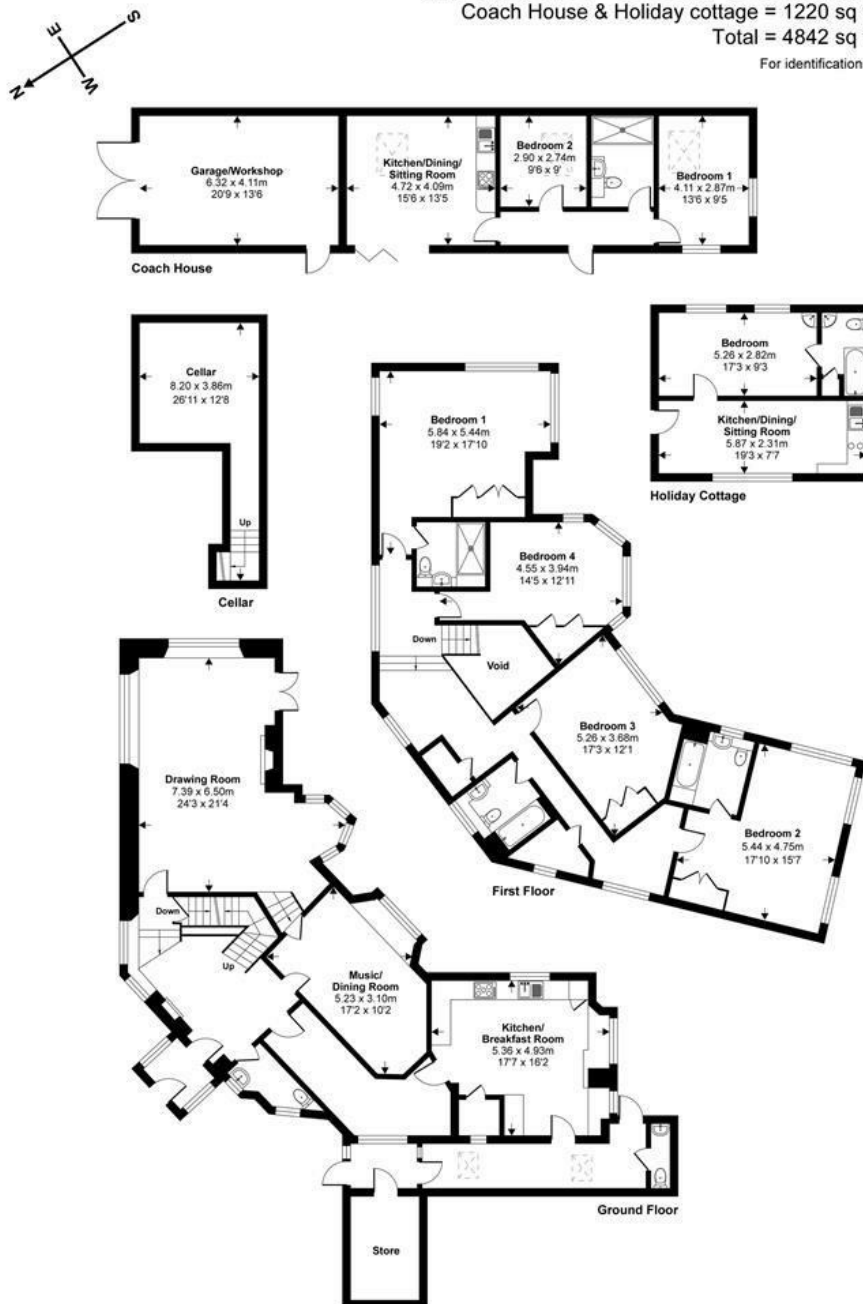 Coach House & Holiday cottage = 1220 sq
Total = 4842 sq
For identification
N
E
S
W
Garage/Workshop
6.32 x 4.11m
20'9 x 13'6
Kitchen/Dining/
Sitting Room
4.72 x 4.09m
15'6 x 13'5
Bedroom 2
2.90 x 2.74m
9'6 x 9'
Bedroom 1
4.11 x 2.87m
13'6 x 9'5
Coach House
Cellar
8.20 x 3.86m
26'11 x 12'8
Up
Cellar
Bedroom
5.26 x 2.82m
17'3 x 9'3
Kitchen/Dining/
Sitting Room
5.87 x 2.31m
19'3 x 7'7
Holiday Cottage
Bedroom 1
5.84 x 5.44m
19'2 x 17'10
Bedroom 4
4.55 x 3.94m
14'5 x 12'11
Down
Void
Bedroom 3
5.26 x 3.68m
17'3 x 12'1
Bedroom 2
5.44 x 4.75m
17'10 x 15'7
First Floor
Drawing Room
7.39 x 6.50m
24'3 x 21'4
Down
Up
Music/
Dining Room
5.23 x 3.10m
17'2 x 10'2
Kitchen/
Breakfast Room
5.36 x 4.93m
17'7 x 16'2
Ground Floor
Store